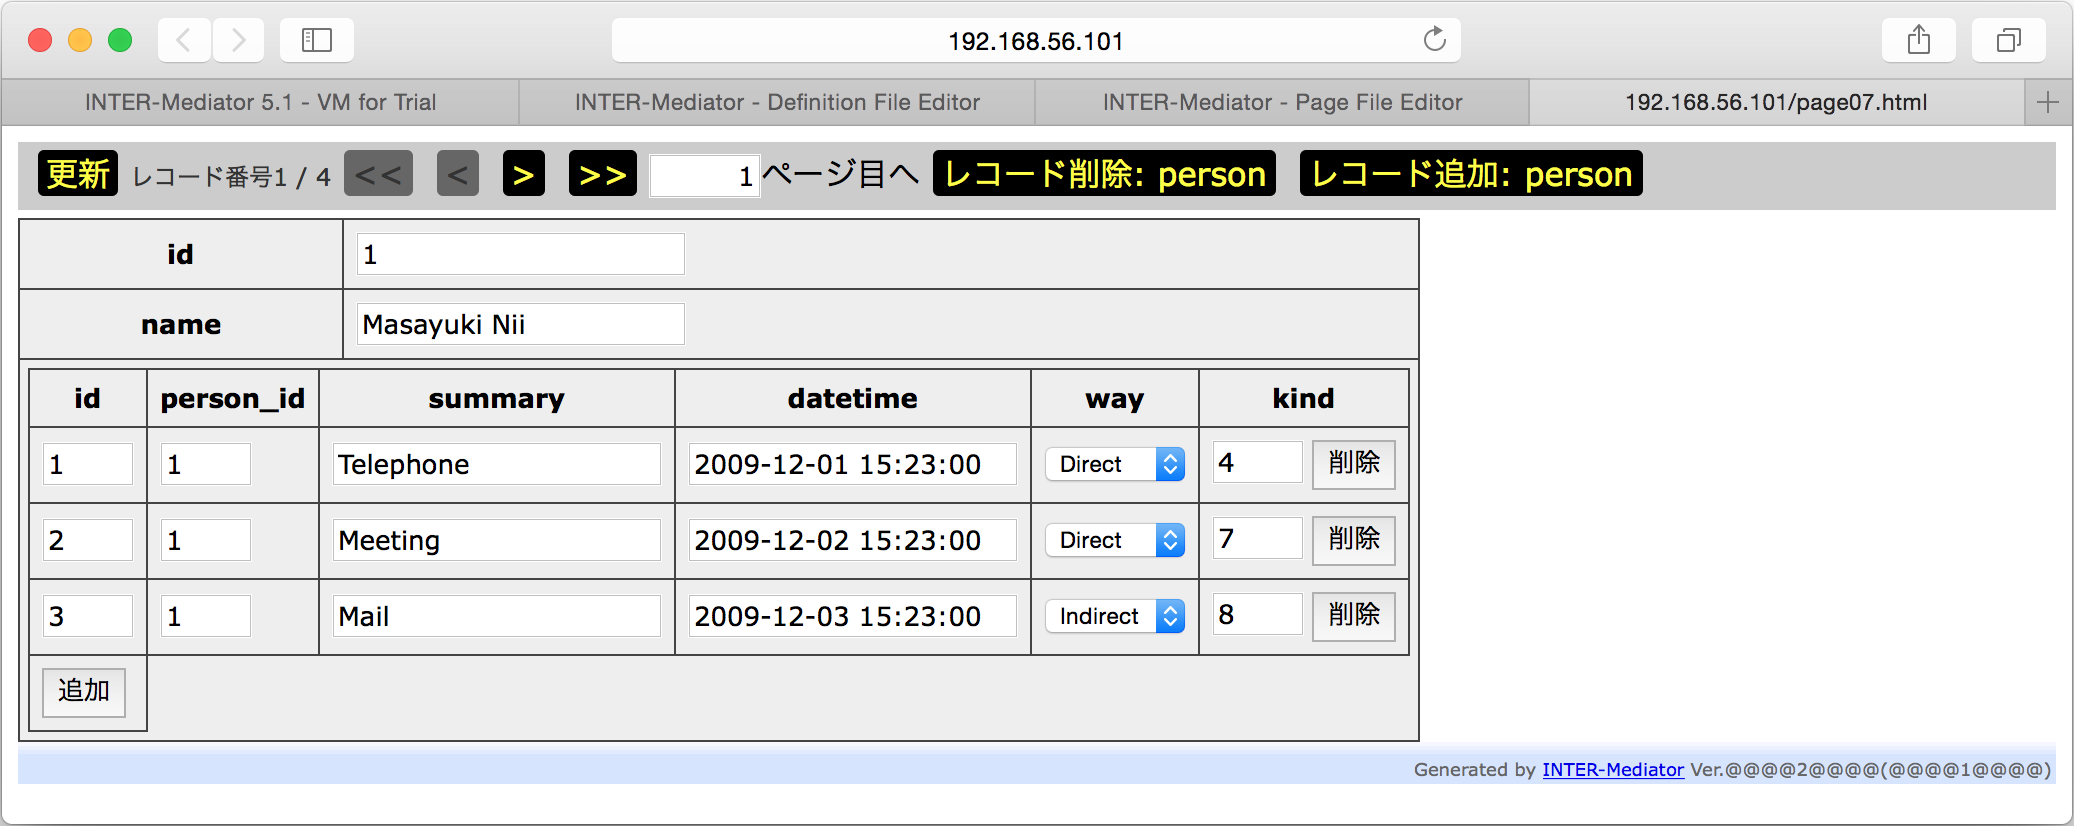 192.168.56.101
INTER-Mediator 5.1 - VM for Trial INTER-Mediator - Definition File Editor INTER-Mediator - Page File Editor 192.168.56.101/page07.html
更新 レコード番号1 / 4 << < > >> 1 ページ目へ レコード削除: person レコード追加: person
id 1
name Masayuki Nii
id person_id summary datetime way kind
1 1 Telephone 2009-12-01 15:23:00 Direct 4 削除
2 1 Meeting 2009-12-02 15:23:00 Direct 7 削除
3 1 Mail 2009-12-03 15:23:00 Indirect 8 削除
追加
Generated by INTER-Mediator Ver.@@@@2@@@@(@@@@1@@@@)